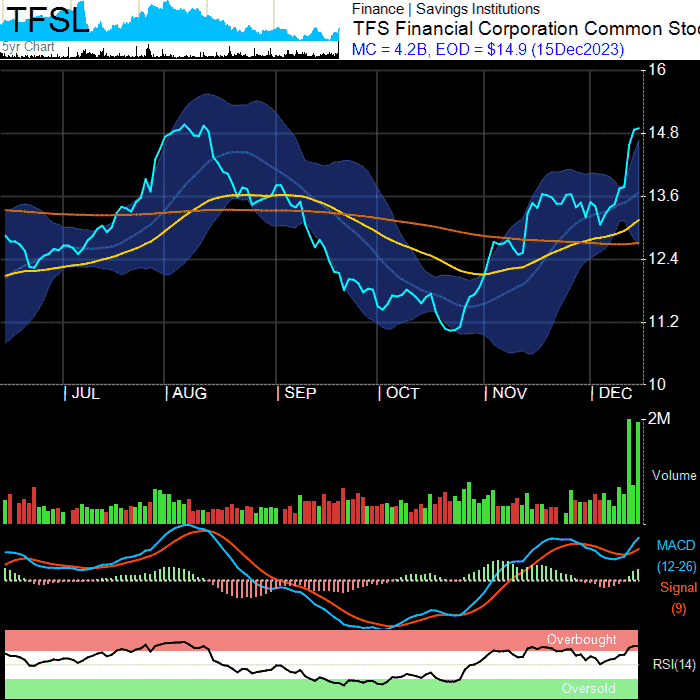 TFSL
5yr Chart
Finance | Savings Institutions
TFS Financial Corporation Common Stoc
MC = 4.2B, EOD = $14.9 (15Dec2023)
16
14.8
13.6
12.4
11.2
10
| JUL | AUG | SEP | OCT | NOV | DEC
2M
Volume
MACD
(12-26)
Signal
(9)
Overbought
RSI(14)
Oversold